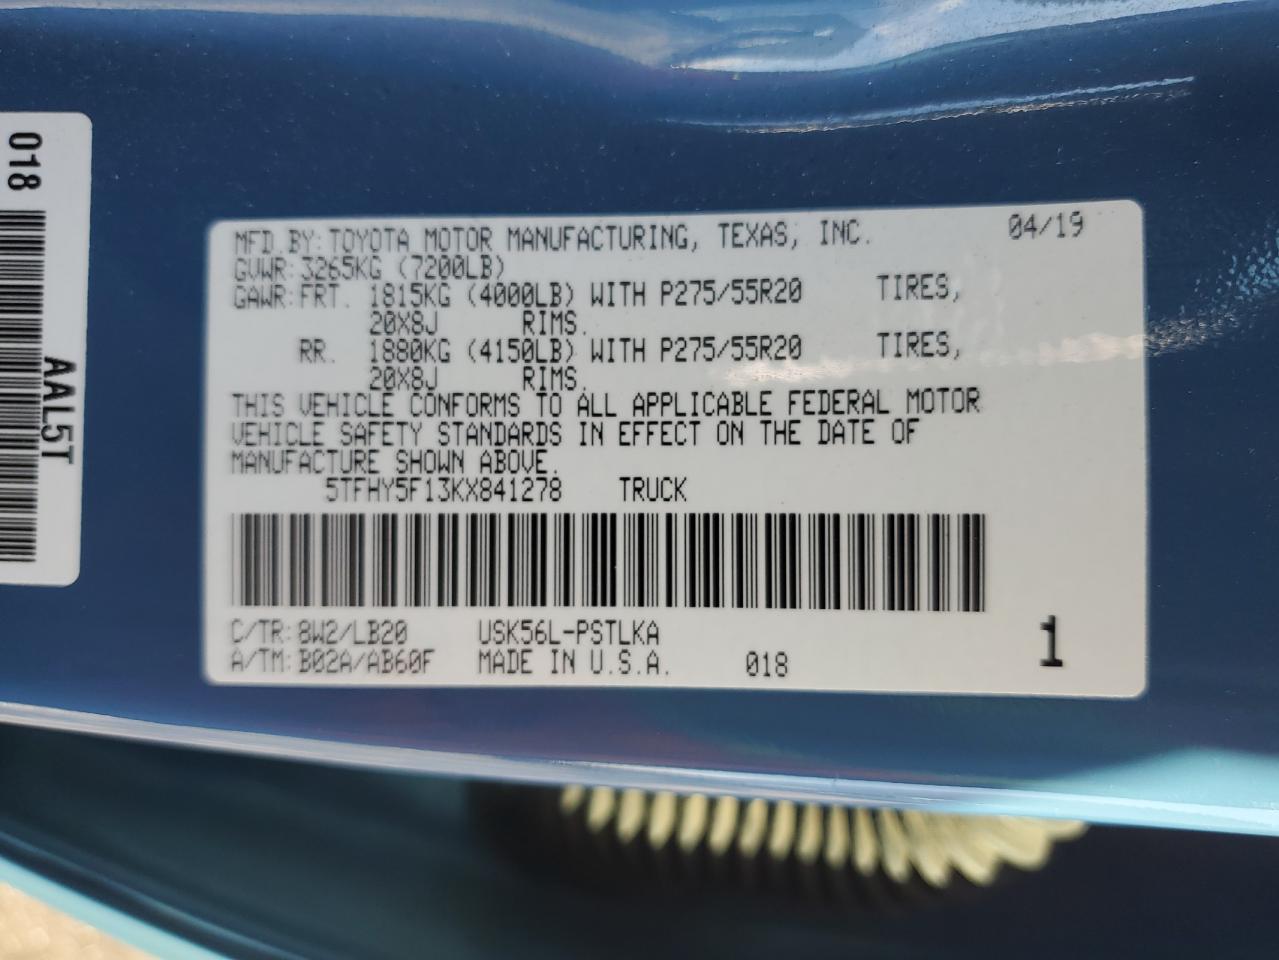 018
AAL5T
MFD BY: TOYOTA MOTOR MANUFACTURING, TEXAS, INC. 04/19
GVWR: 3265KG (7200LB)
GAWR: FRT. 1815KG (4000LB) WITH P275/55R20 TIRES,
20X8J RIMS.
RR. 1880KG (4150LB) WITH P275/55R20 TIRES,
20X8J RIMS.
THIS VEHICLE CONFORMS TO ALL APPLICABLE FEDERAL MOTOR
VEHICLE SAFETY STANDARDS IN EFFECT ON THE DATE OF
MANUFACTURE SHOWN ABOVE.
5TFHY5F13KX841278 TRUCK
C/TR: 8W2/LB20 USK56L-PSTLKA
A/TM: B02A/AB60F MADE IN U.S.A. 018
1